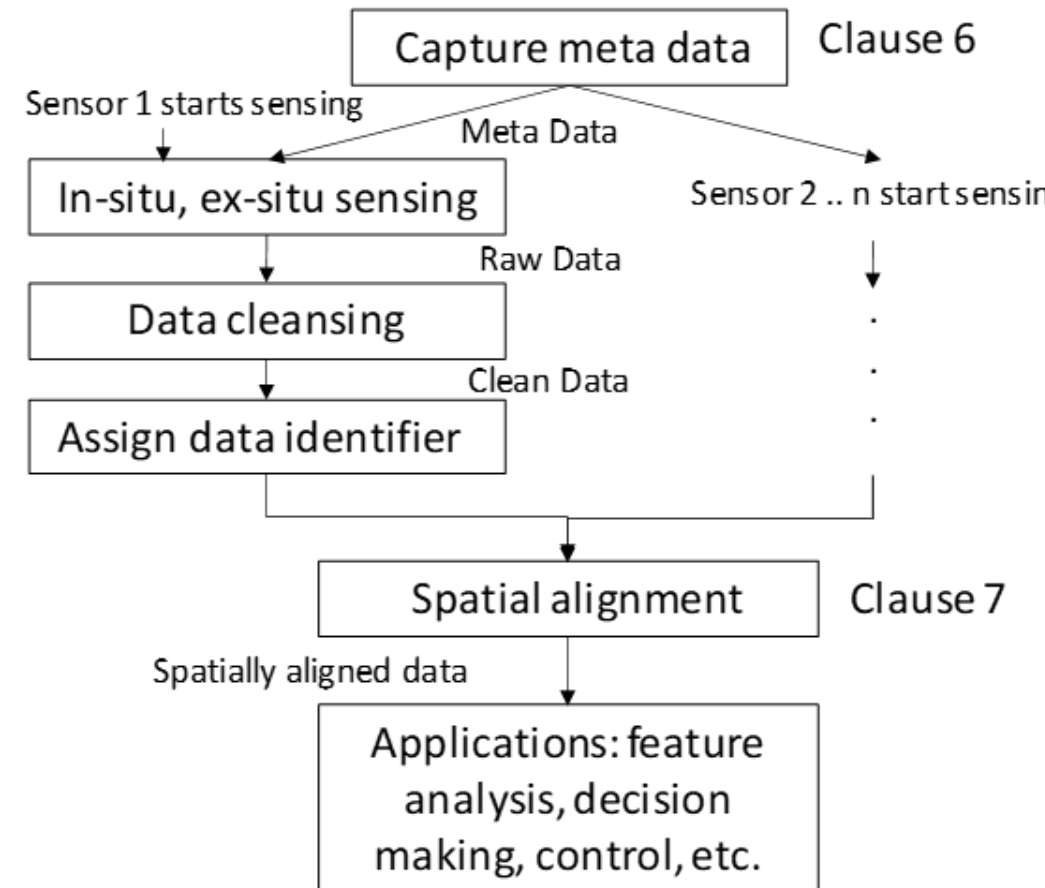 Capture meta data
Clause 6
Sensor 1 starts sensing
Meta Data
In-situ, ex-situ sensing
Sensor 2 .. n start sensin
Raw Data
Data cleansing
.
.
Clean Data
.
Assign data identifier
Spatial alignment
Clause 7
Spatially aligned data
Applications: feature
analysis, decision
making, control, etc.